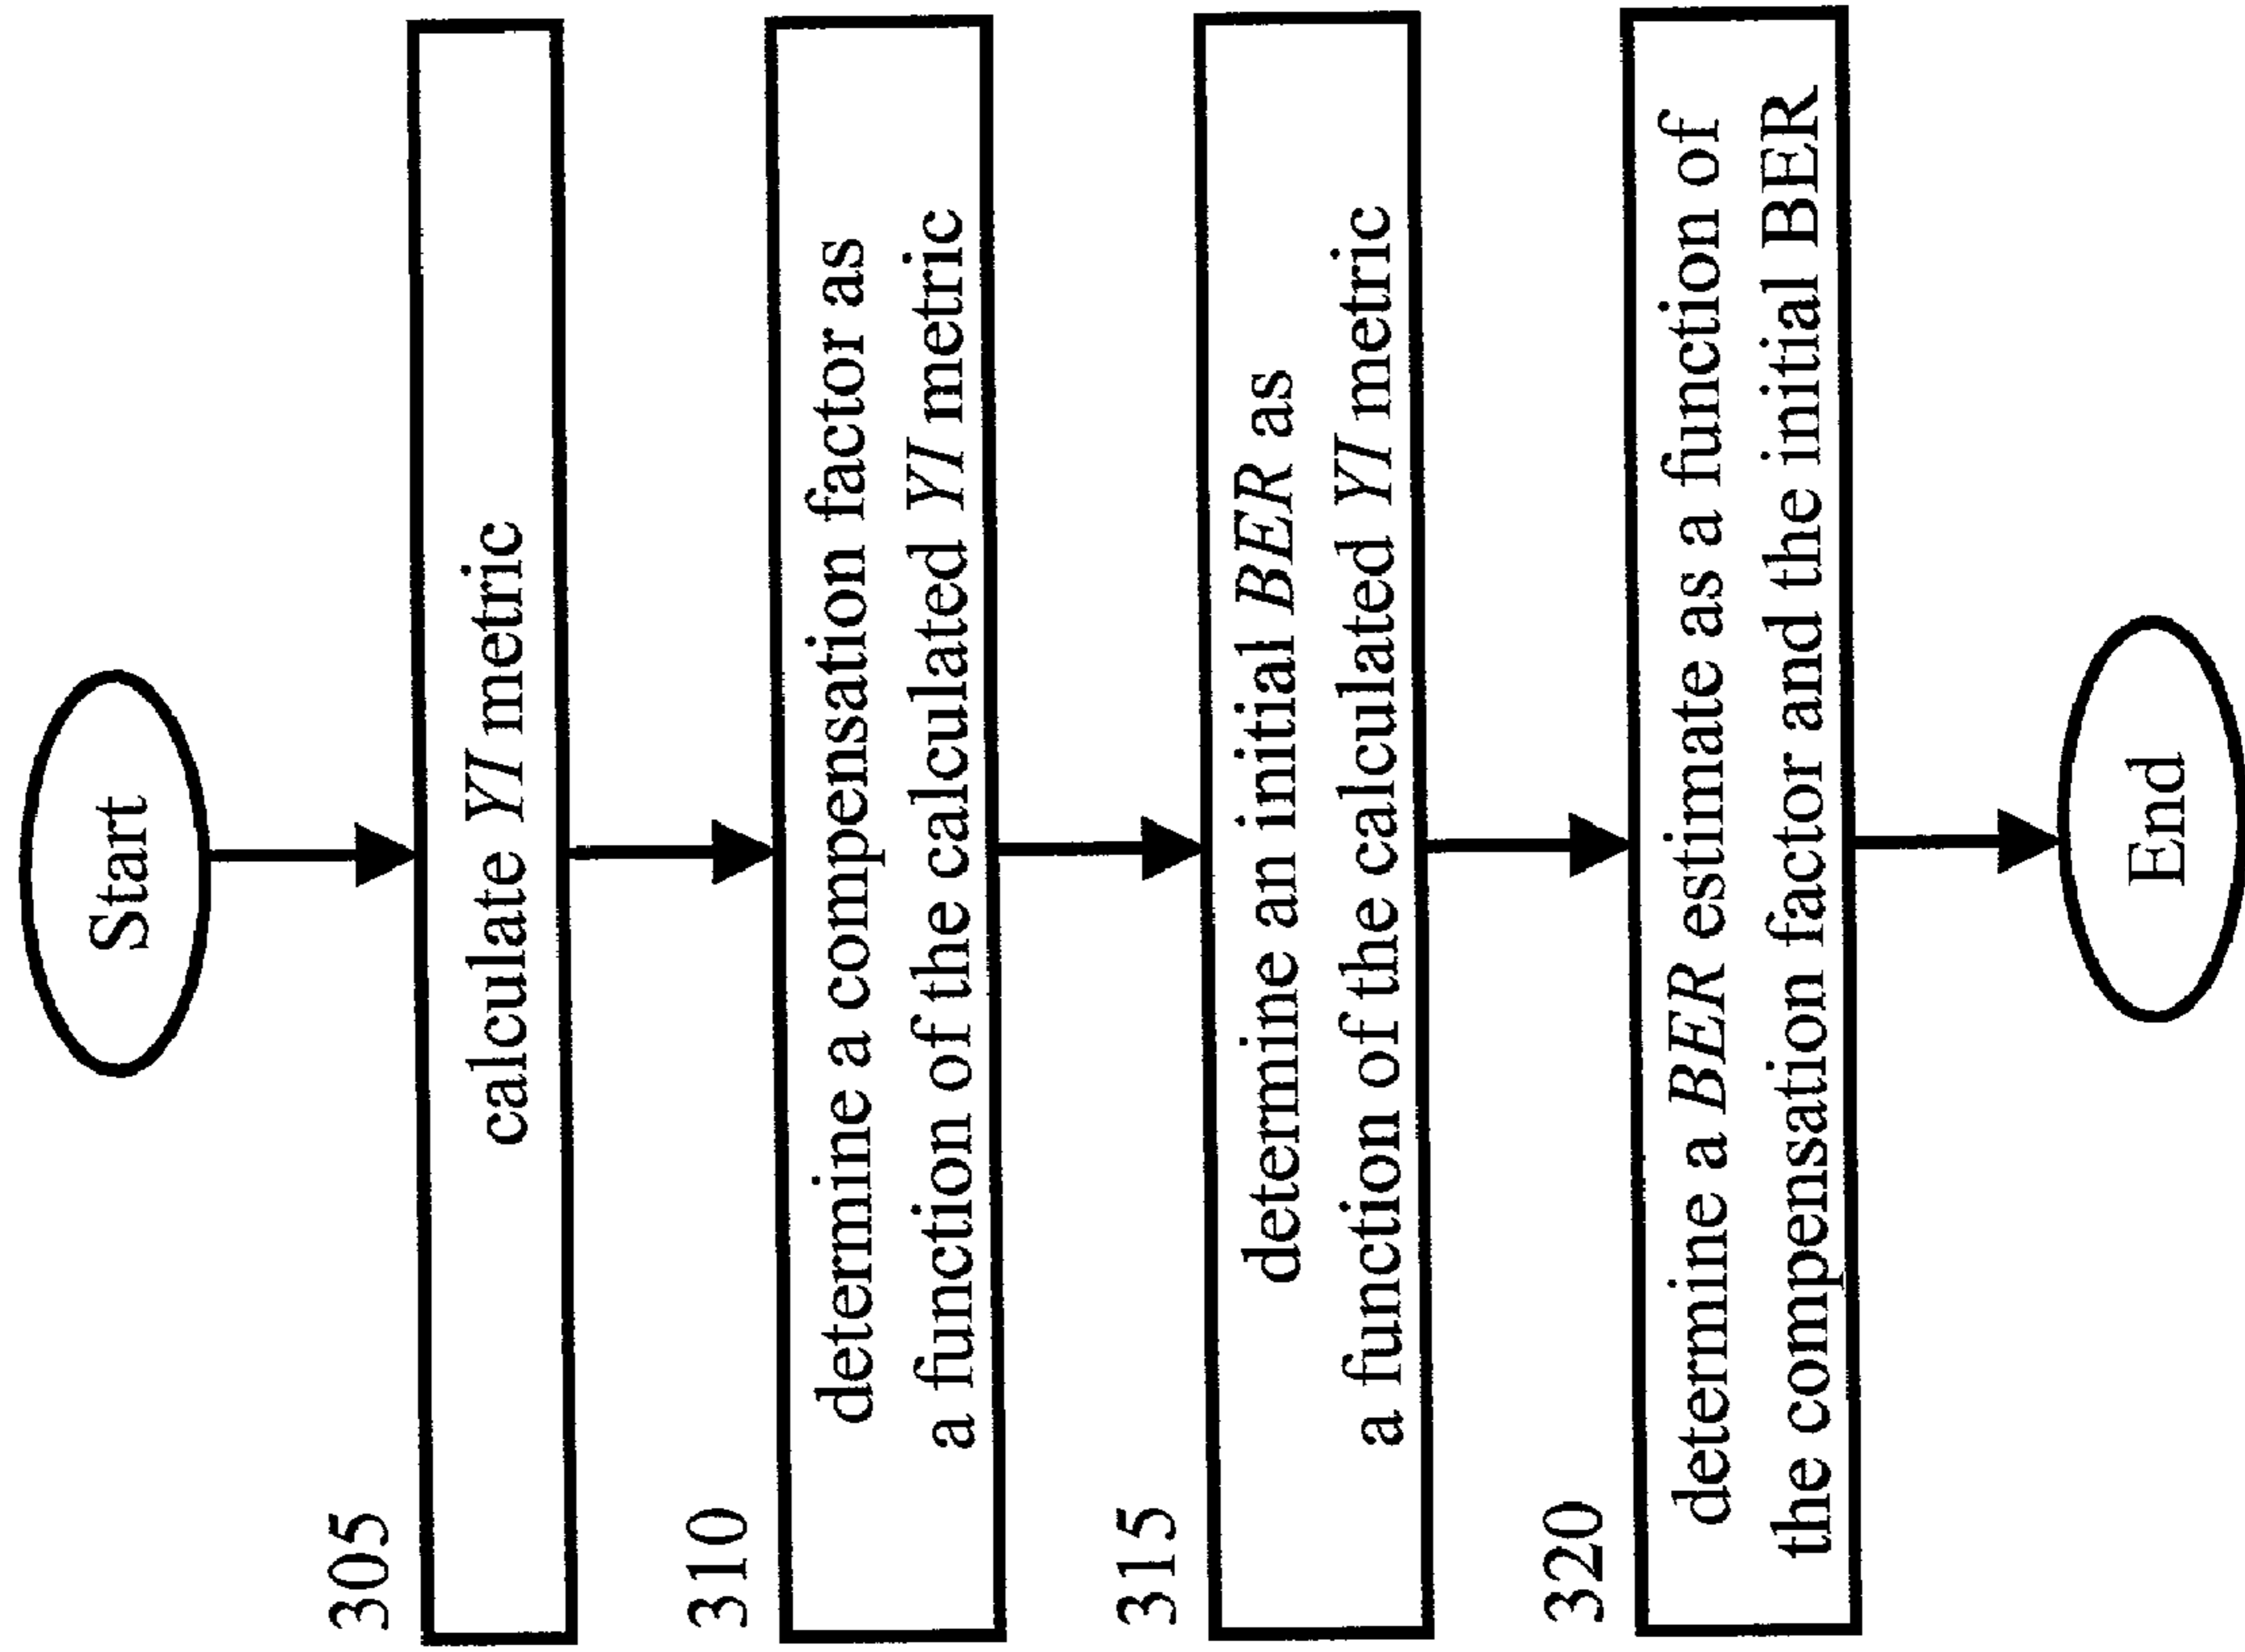 Start
305
calculate YI metric
310
determine a compensation factor as
a function of the calculated YI metric
315
determine an initial BER as
a function of the calculated YI metric
320
determine a BER estimate as a function of
the compensation factor and the initial BER
End